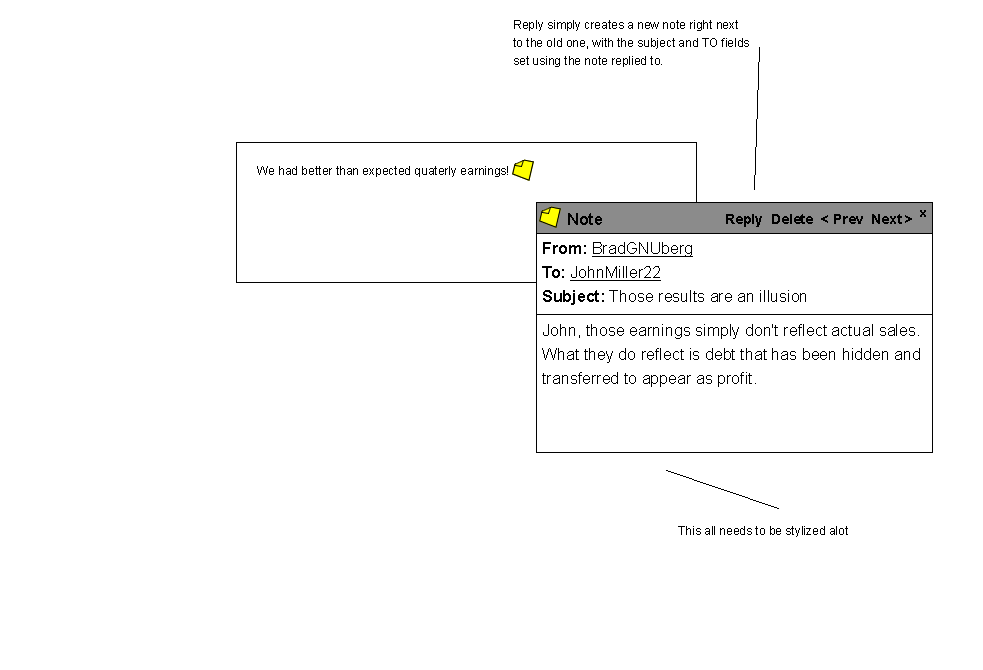 Reply simply creates a new note right next
to the old one, with the subject and TO fields
set using the note replied to.
We had better than expected quaterly earnings!
Note Reply Delete < Prev Next > x
From: BradGNUberg
To: JohnMiller22
Subject: Those results are an illusion
John, those earnings simply don't reflect actual sales.
What they do reflect is debt that has been hidden and
transferred to appear as profit.
This all needs to be stylized alot